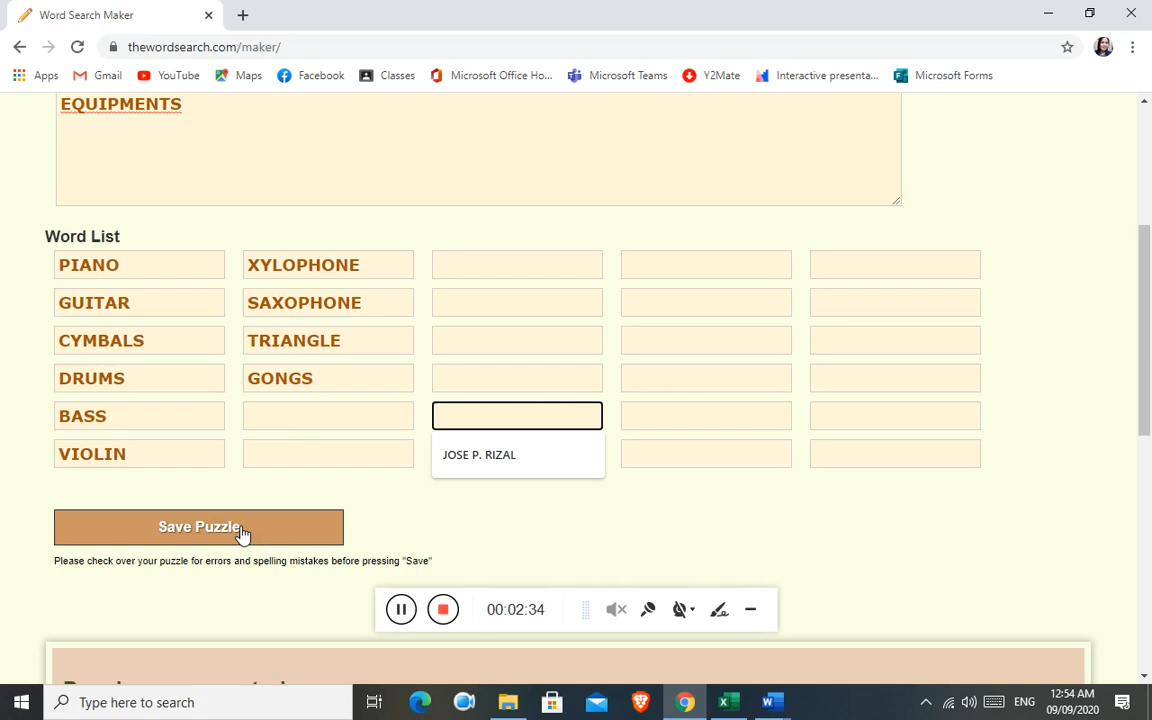 Word Search Maker
thewordsearch.com/maker/
Apps Gmail YouTube Maps Facebook Classes Microsoft Office Ho... Microsoft Teams Y2Mate Interactive presenta... Microsoft Forms
EQUIPMENTS
Word List
PIANO XYLOPHONE
GUITAR SAXOPHONE
CYMBALS TRIANGLE
DRUMS GONGS
BASS
VIOLIN JOSE P. RIZAL
Save Puzzle
Please check over your puzzle for errors and spelling mistakes before pressing "Save"
00:02:34
Type here to search
ENG
12:54 AM
09/09/2020